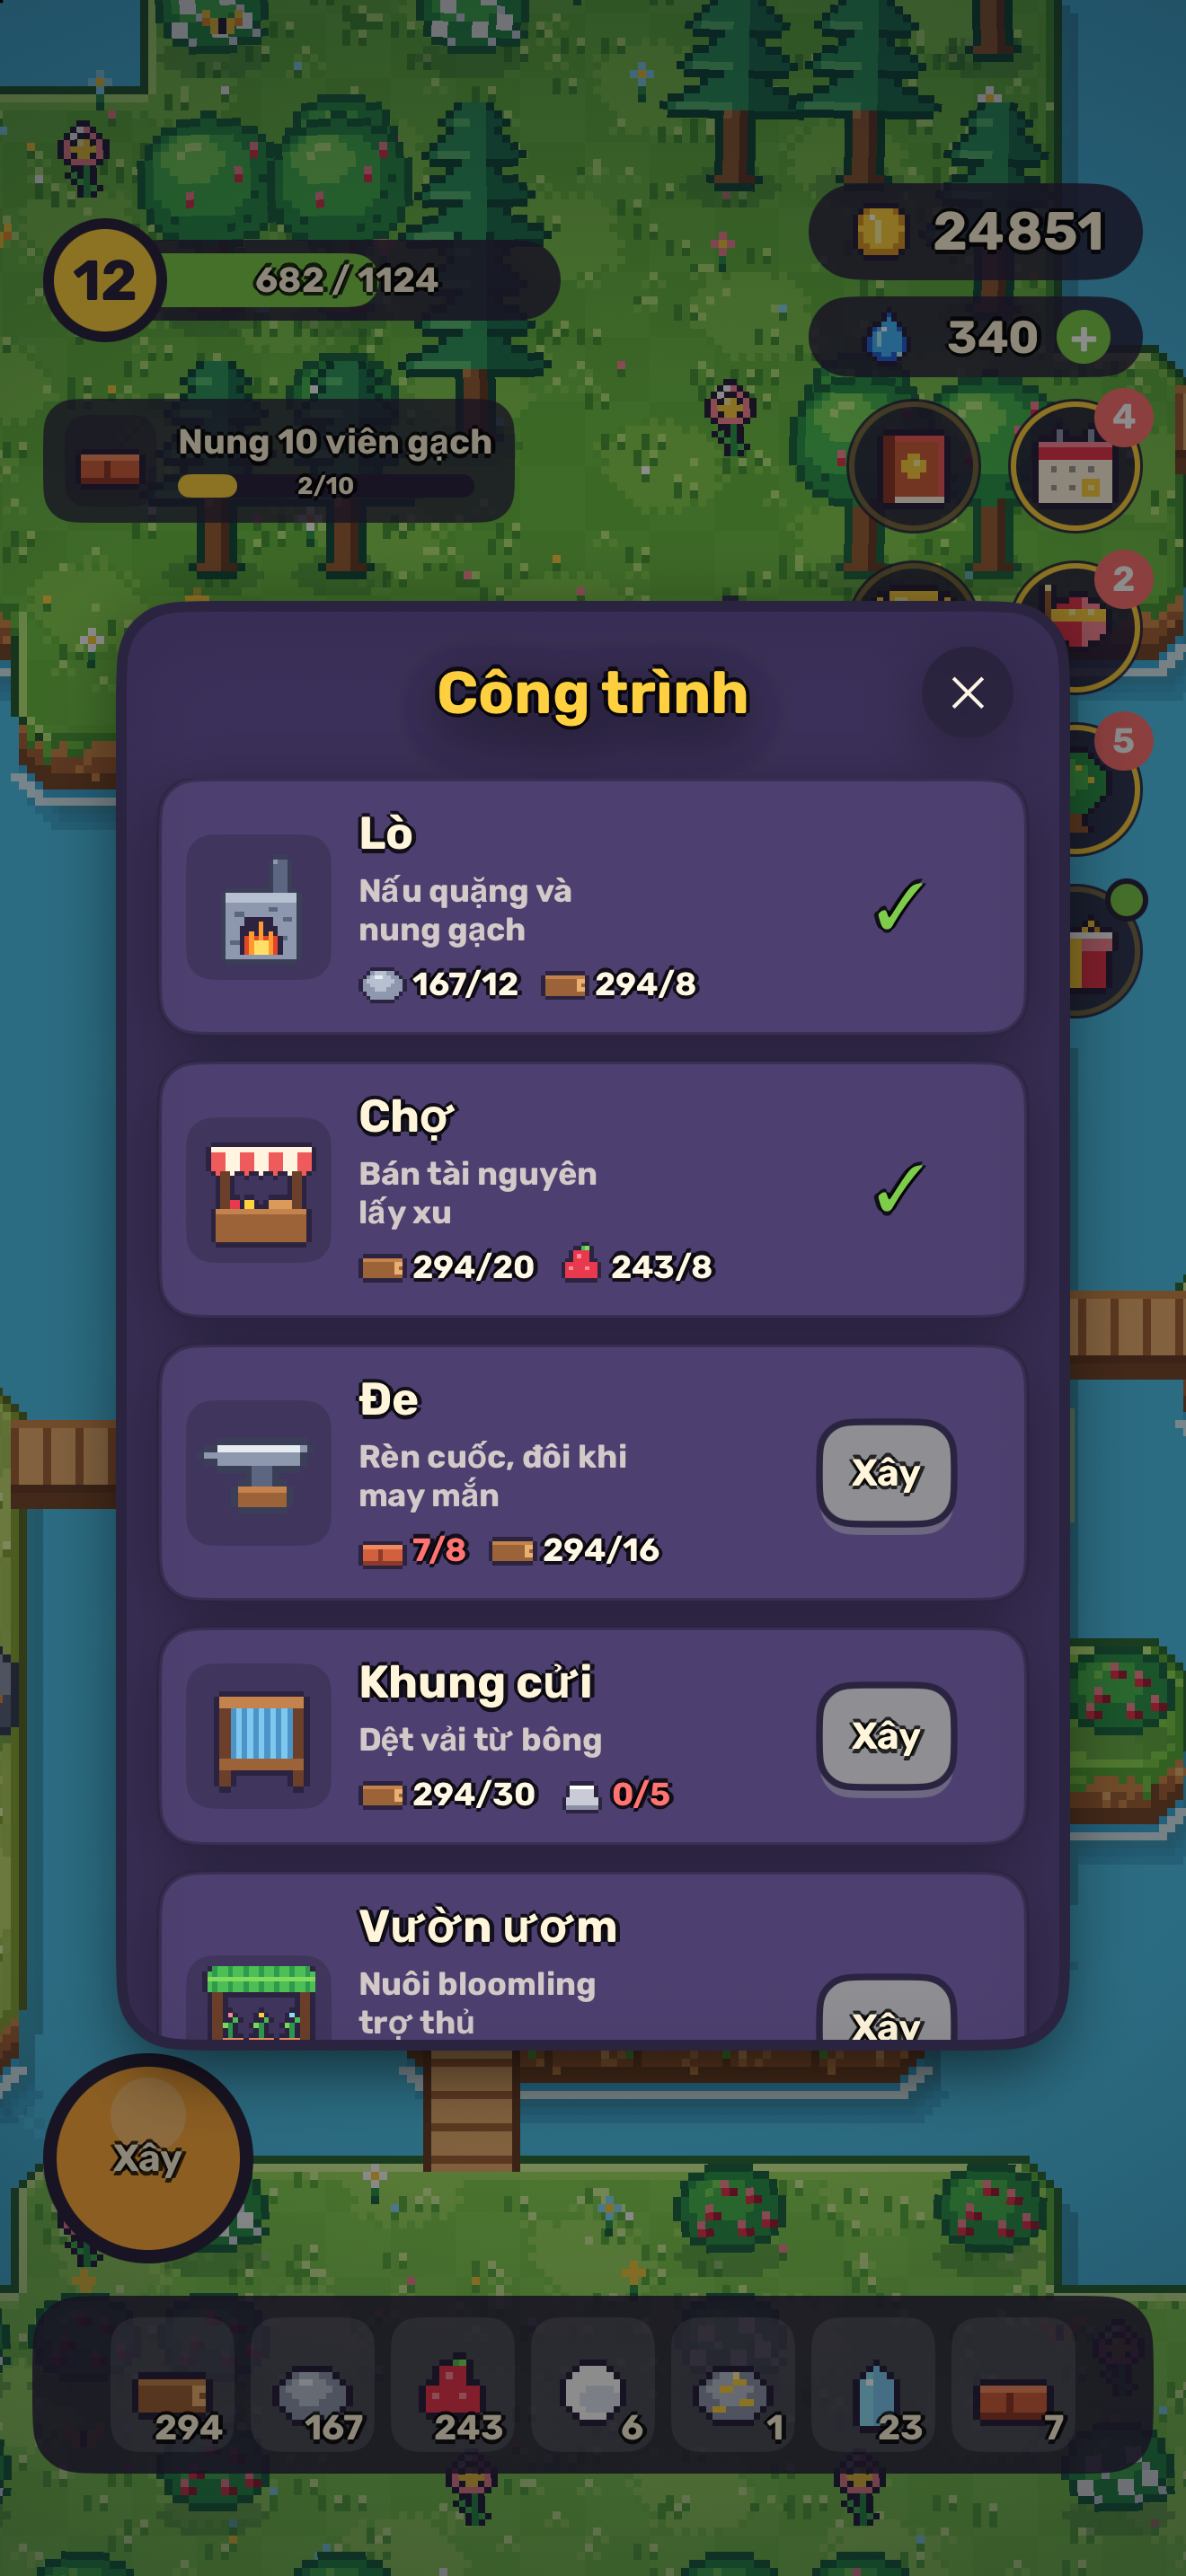 12
682 / 1124
24851
340
+
Nung 10 viên gạch
2/10
4
2
5
Công trình
Lò
Nấu quặng và
nung gạch
167/12 294/8
✓
Chợ
Bán tài nguyên
lấy xu
294/20 243/8
✓
Đe
Rèn cuốc, đôi khi
may mắn
7/8 294/16
Xây
Khung cửi
Dệt vải từ bông
294/30 0/5
Xây
Vườn ươm
Nuôi bloomling
trợ thủ
Xây
Xây
294 167 243 6 1 23 7